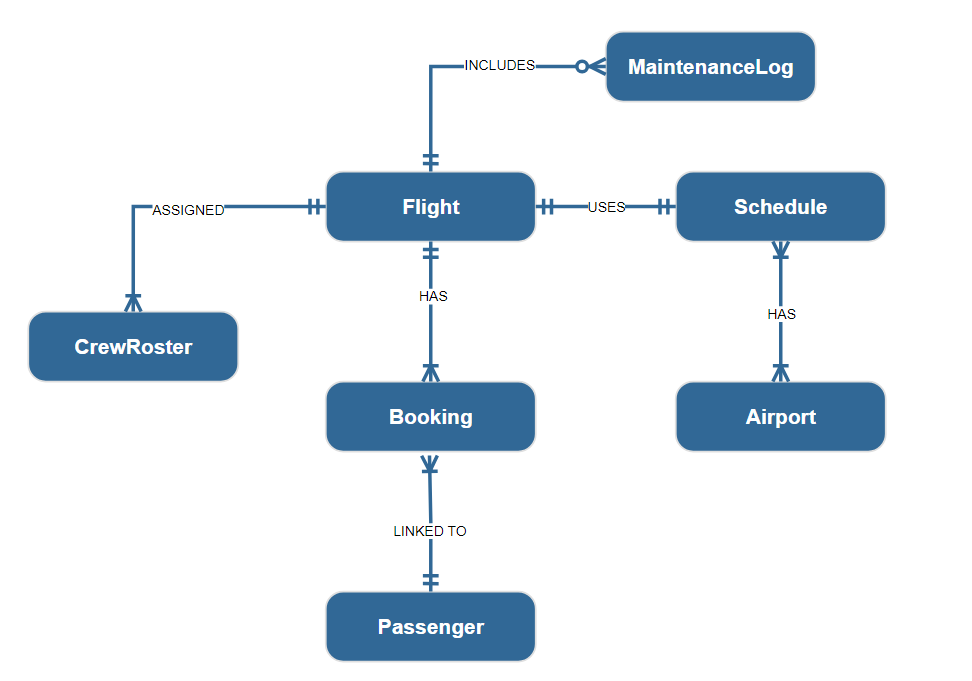 INCLUDES
MaintenanceLog
ASSIGNED
Flight
USES
Schedule
HAS
HAS
CrewRoster
Booking
Airport
LINKED TO
Passenger